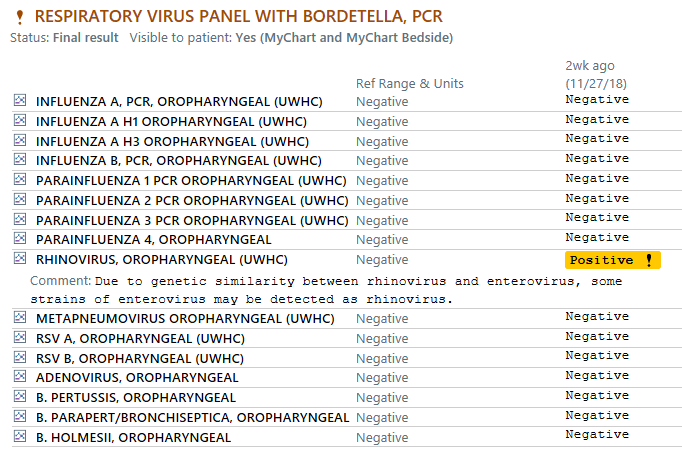 ! RESPIRATORY VIRUS PANEL WITH BORDETELLA, PCR
Status: Final result Visible to patient: Yes (MyChart and MyChart Bedside)
2wk ago
Ref Range & Units (11/27/18)
INFLUENZA A, PCR, OROPHARYNGEAL (UWHC) Negative Negative
INFLUENZA A H1 OROPHARYNGEAL (UWHC) Negative Negative
INFLUENZA A H3 OROPHARYNGEAL (UWHC) Negative Negative
INFLUENZA B, PCR, OROPHARYNGEAL (UWHC) Negative Negative
PARAINFLUENZA 1 PCR OROPHARYNGEAL (UWHC) Negative Negative
PARAINFLUENZA 2 PCR OROPHARYNGEAL (UWHC) Negative Negative
PARAINFLUENZA 3 PCR OROPHARYNGEAL (UWHC) Negative Negative
PARAINFLUENZA 4, OROPHARYNGEAL Negative Negative
RHINOVIRUS, OROPHARYNGEAL (UWHC) Negative Positive !
Comment: Due to genetic similarity between rhinovirus and enterovirus, some
strains of enterovirus may be detected as rhinovirus.
METAPNEUMOVIRUS OROPHARYNGEAL (UWHC) Negative Negative
RSV A, OROPHARYNGEAL (UWHC) Negative Negative
RSV B, OROPHARYNGEAL (UWHC) Negative Negative
ADENOVIRUS, OROPHARYNGEAL Negative Negative
B. PERTUSSIS, OROPHARYNGEAL Negative Negative
B. PARAPERT/BRONCHISEPTICA, OROPHARYNGEAL Negative Negative
B. HOLMESII, OROPHARYNGEAL Negative Negative